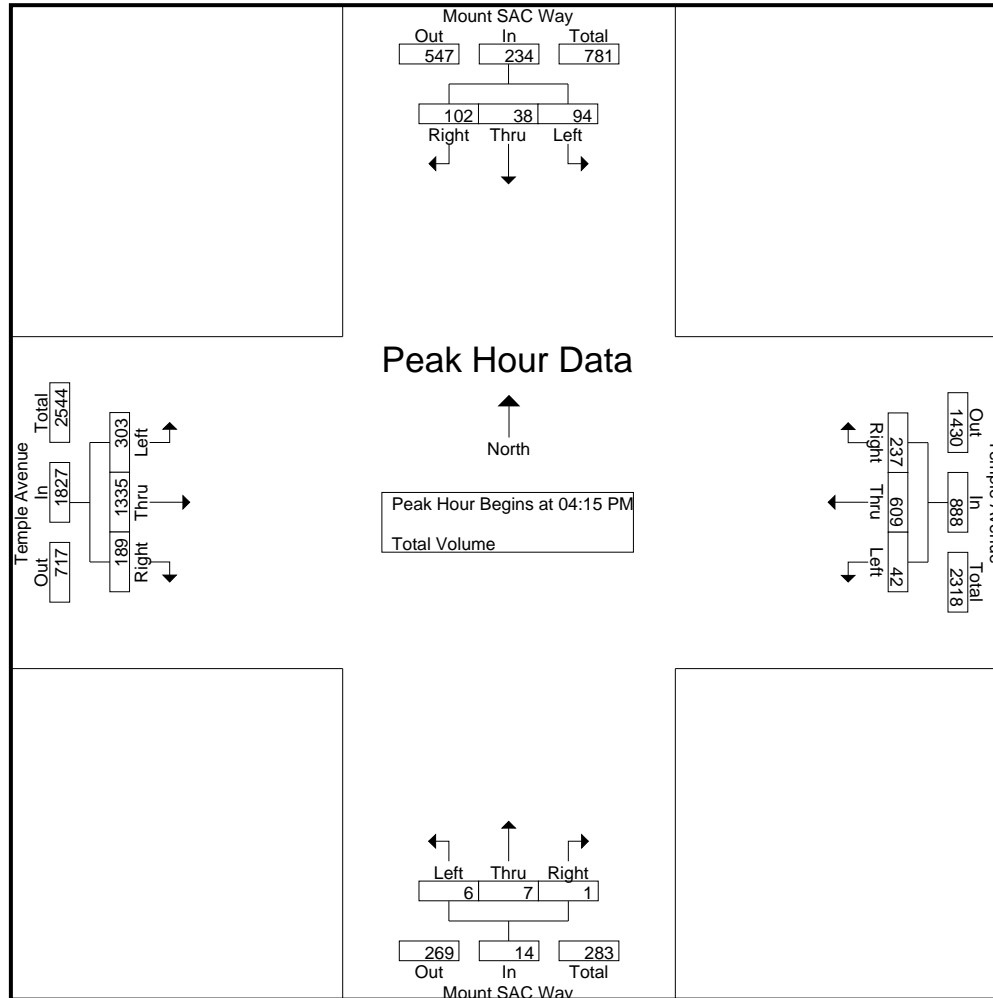 Mount SAC Way
Out In Total
547 234 781
102 38 94
Right Thru Left
Peak Hour Data
North
Peak Hour Begins at 04:15 PM
Total Volume
Temple Avenue
Out In Total
717 1827 2544
189 1335 303
Right Thru Left
Out In Total
1430 888 2318
237 609 42
Right Thru Left
Left Thru Right
6 7 1
269 14 283
Out In Total
Mount SAC Way